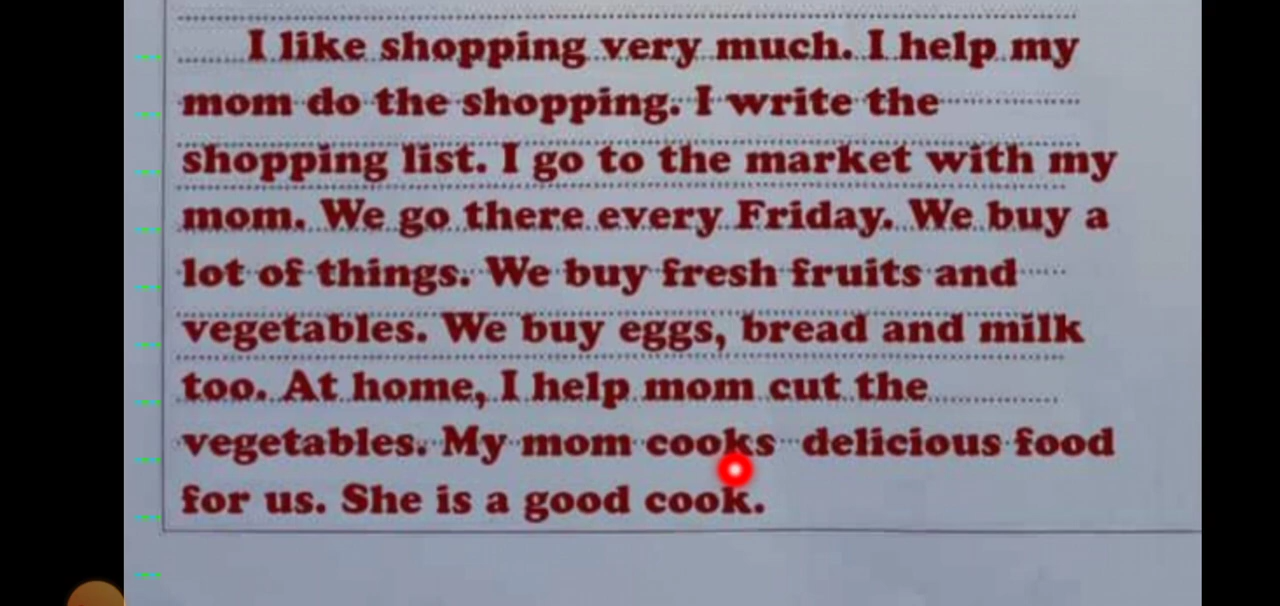 I like shopping very much. I help my
mom do the shopping. I write the
shopping list. I go to the market with my
mom. We go there every Friday. We buy a
lot of things. We buy fresh fruits and
vegetables. We buy eggs, bread and milk
too. At home, I help mom cut the
vegetables. My mom cooks delicious food
for us. She is a good cook.